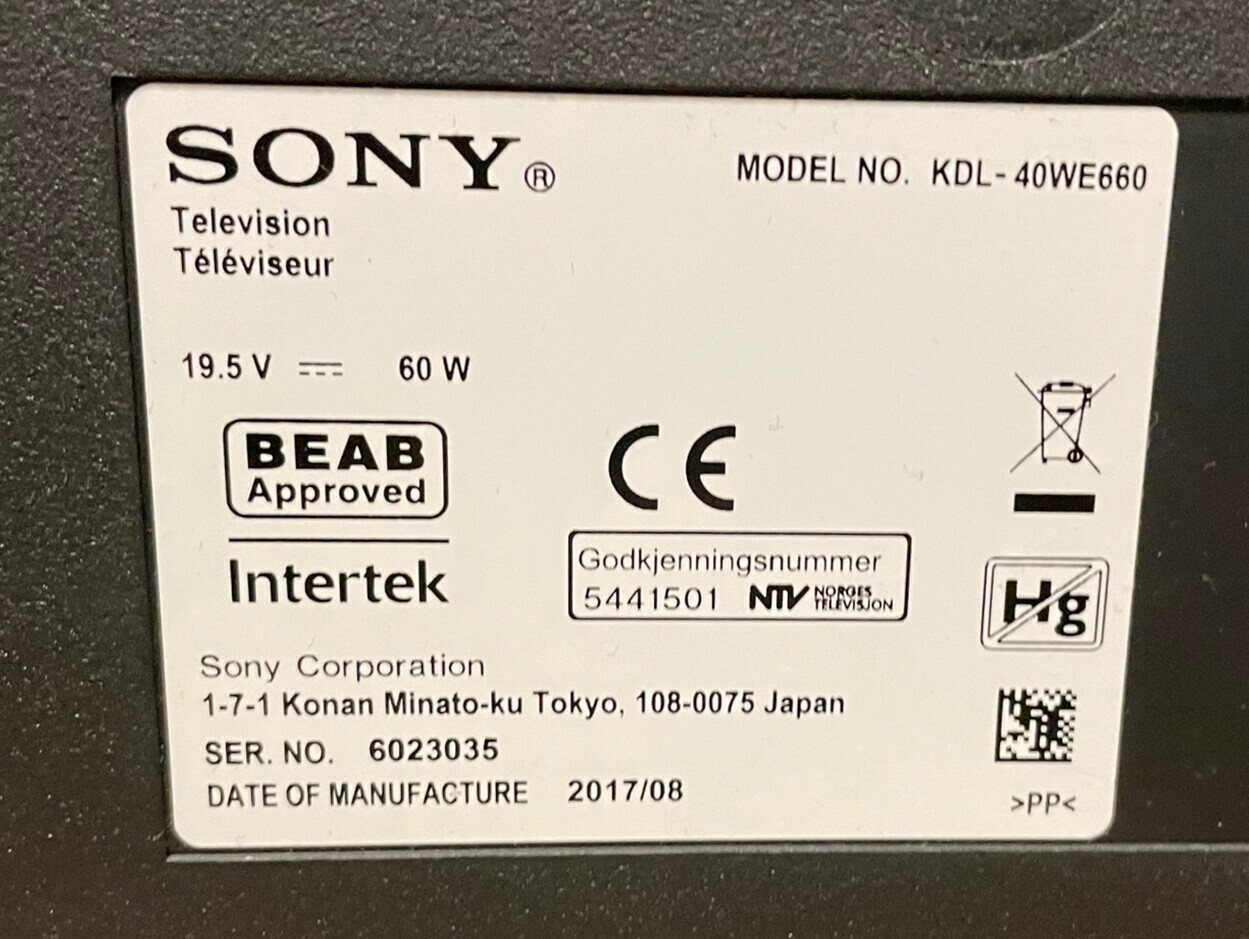 SONY®
MODEL NO. KDL-40WE660
Television
Téléviseur
19.5 V ⎓ 60 W
BEAB
Approved
Intertek
CE
Godkjenningsnummer
5441501 NTV NORGES
TELEVISJON
Hg
Sony Corporation
1-7-1 Konan Minato-ku Tokyo, 108-0075 Japan
SER. NO. 6023035
DATE OF MANUFACTURE 2017/08
>PP<